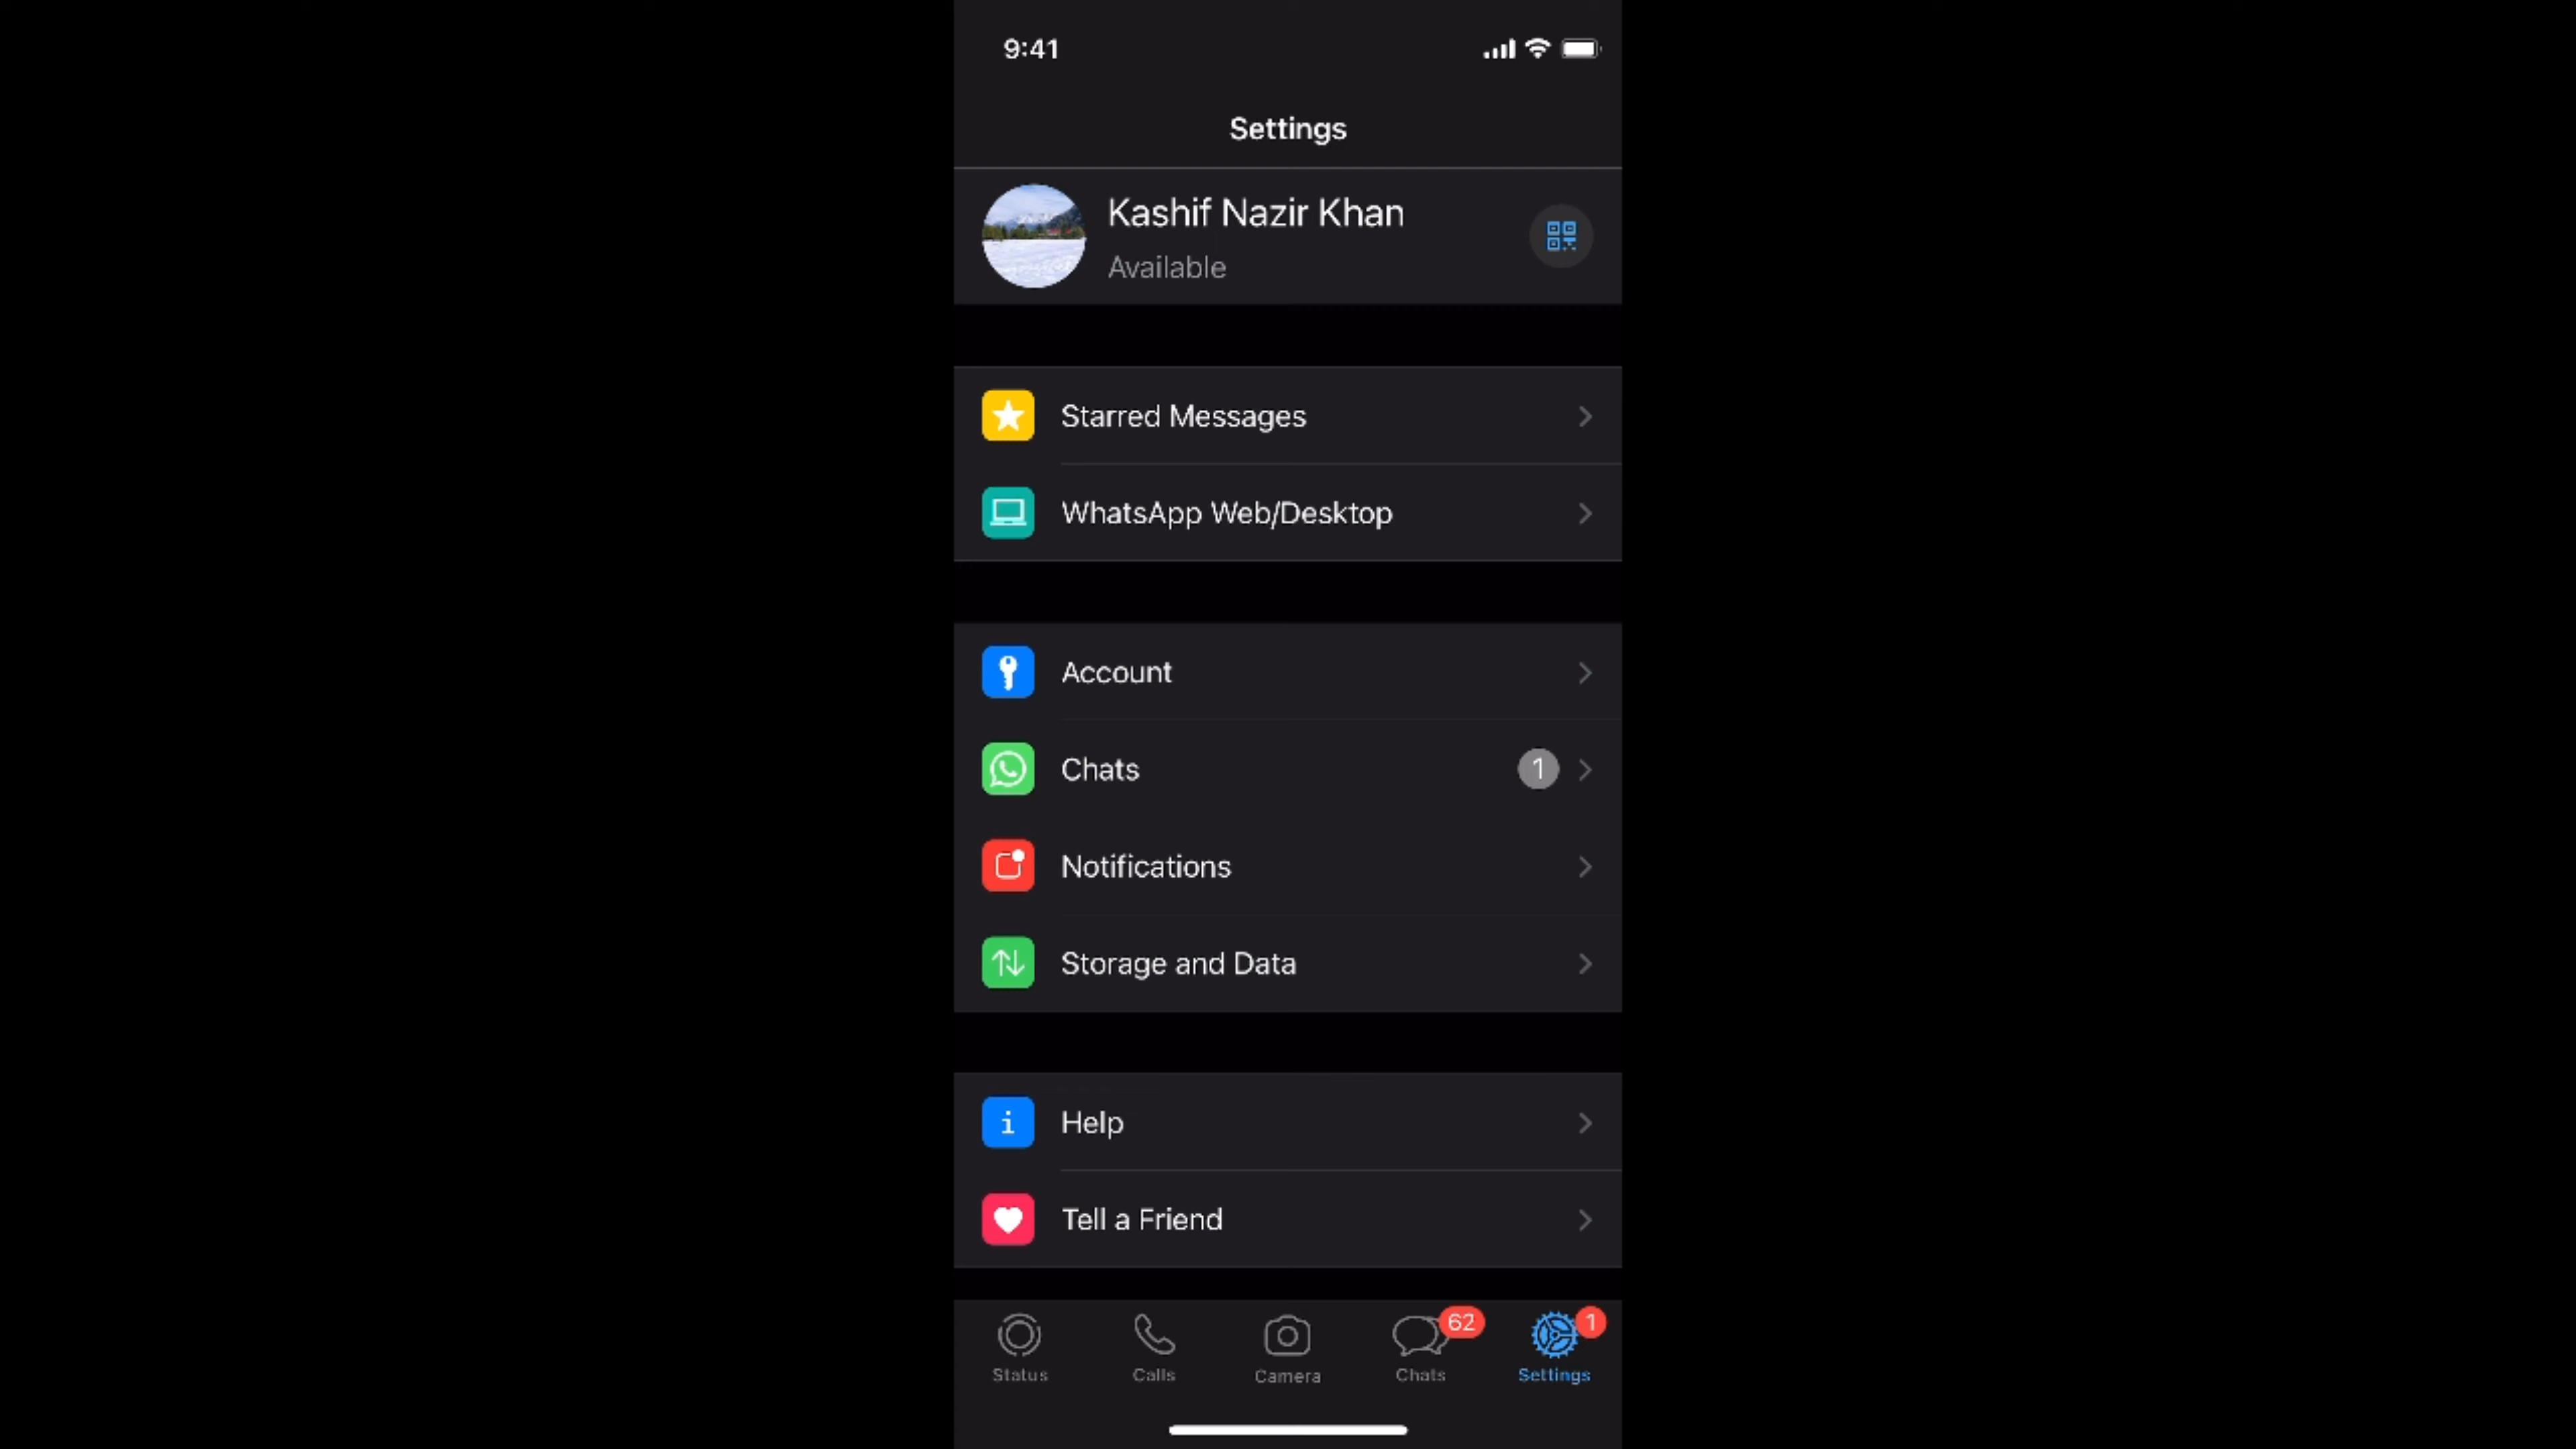 9:41
Settings
Kashif Nazir Khan
Available
Starred Messages
WhatsApp Web/Desktop
Account
Chats
1
Notifications
Storage and Data
Help
Tell a Friend
62
1
Status
Calls
Camera
Chats
Settings